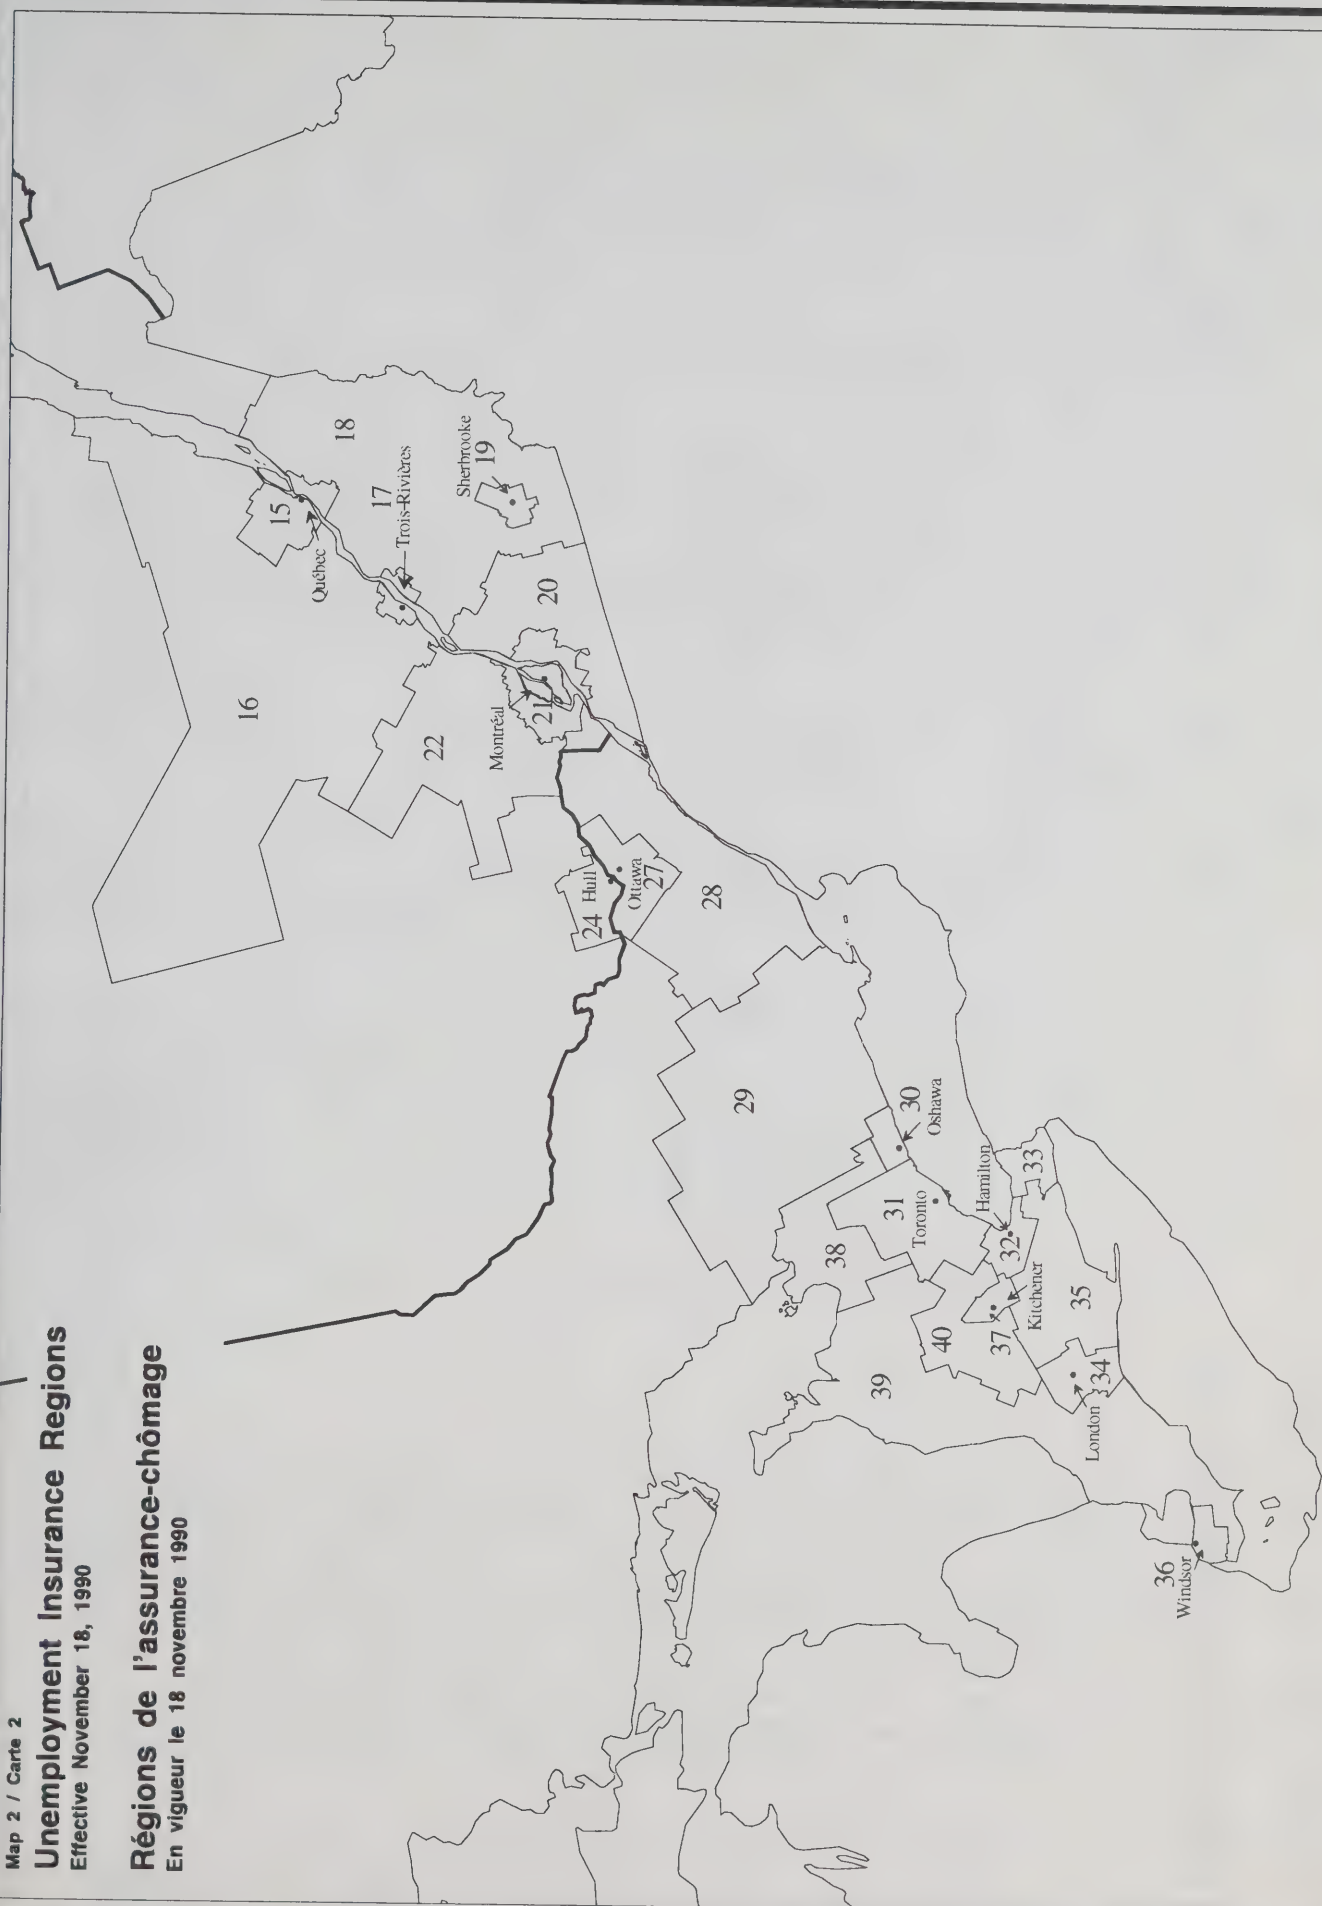 Map 2 / Carte 2
Unemployment Insurance Regions
Effective November 18, 1990
Régions de l'assurance-chômage
En vigueur le 18 novembre 1990
16
15
Québec
18
17
Trois-Rivières
Sherbrooke
19
22
20
Montréal
21
24
Hull
Ottawa
27
28
29
30
Oshawa
38
31
Toronto
Hamilton
32
33
39
40
37
Kitchener
35
London
34
36
Windsor